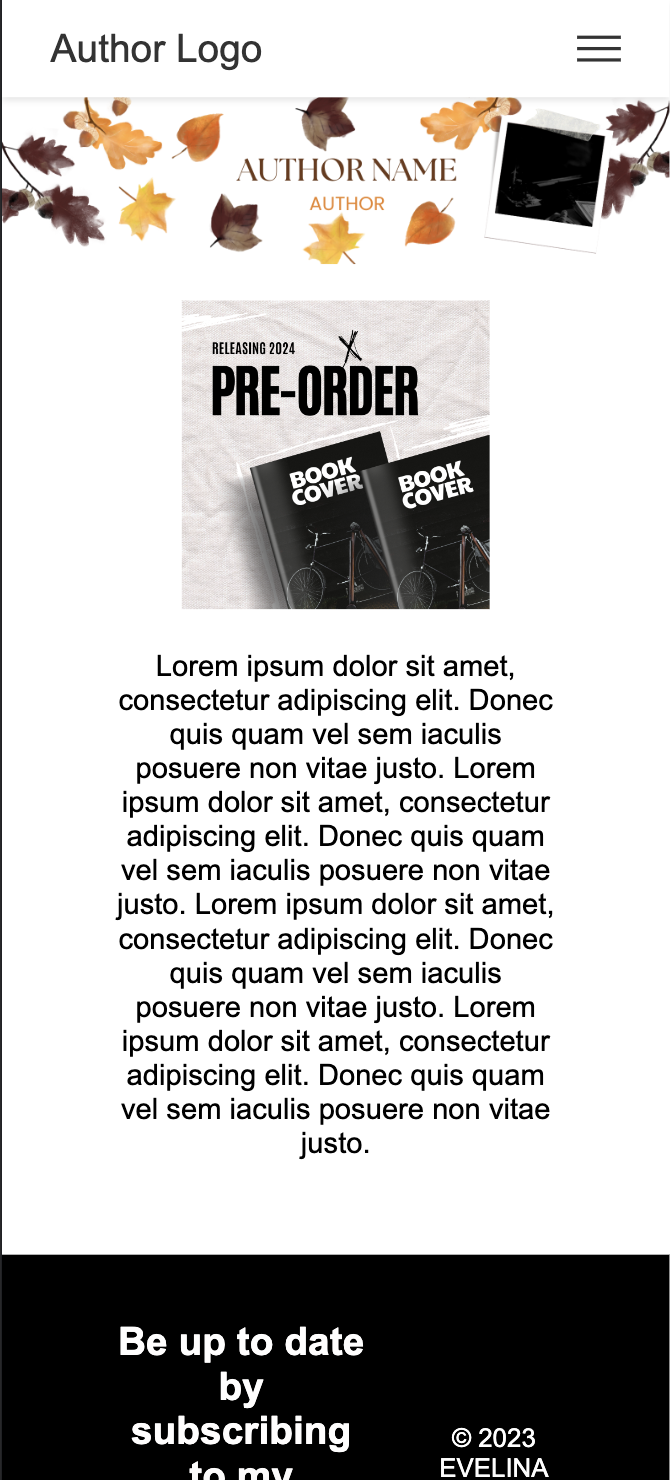 Author Logo
AUTHOR NAME
AUTHOR
RELEASING 2024
PRE-ORDER
BOOK
COVER
BOOK
COVER
Lorem ipsum dolor sit amet,
consectetur adipiscing elit. Donec
quis quam vel sem iaculis
posuere non vitae justo. Lorem
ipsum dolor sit amet, consectetur
adipiscing elit. Donec quis quam
vel sem iaculis posuere non vitae
justo. Lorem ipsum dolor sit amet,
consectetur adipiscing elit. Donec
quis quam vel sem iaculis
posuere non vitae justo. Lorem
ipsum dolor sit amet, consectetur
adipiscing elit. Donec quis quam
vel sem iaculis posuere non vitae
justo.
Be up to date
by
subscribing
to my
© 2023
EVELINA